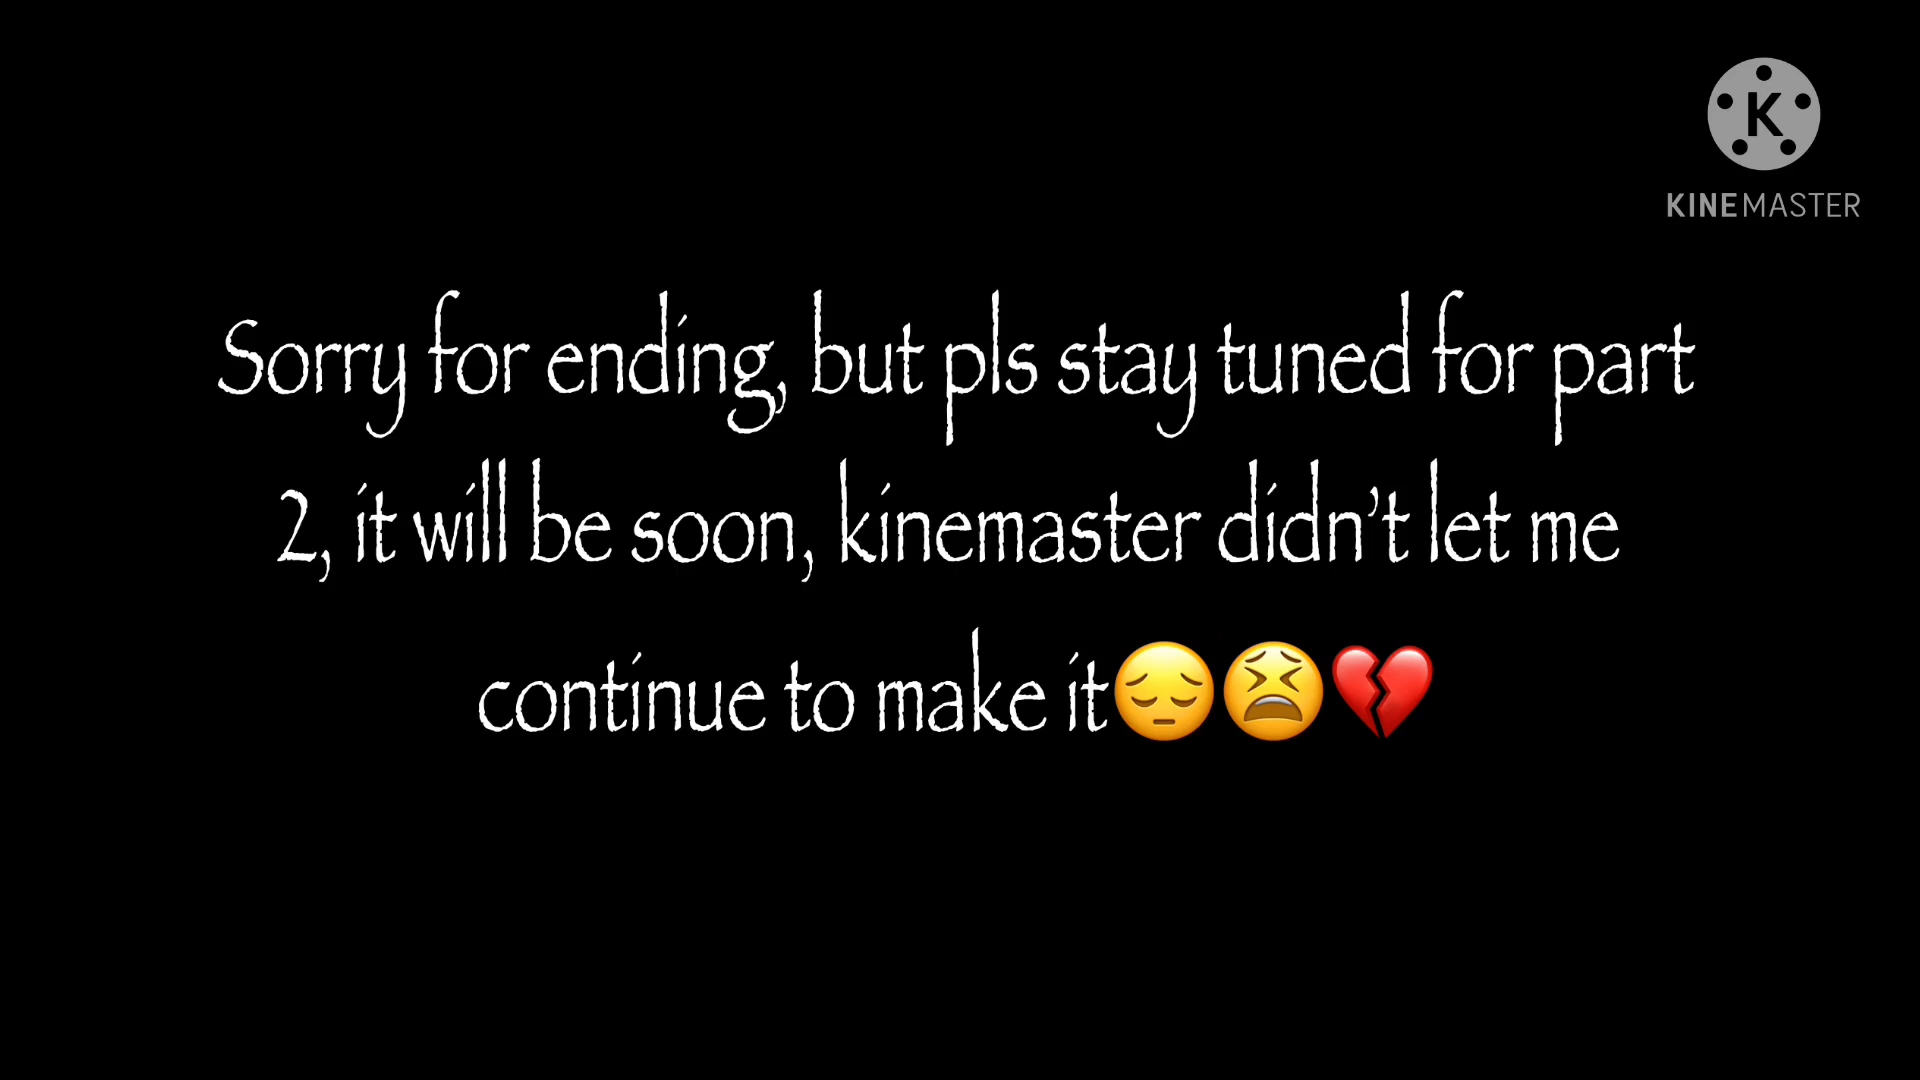 K
KINEMASTER
Sorry for ending, but pls stay tuned for part
2, it will be soon, kinemaster didn't let me
continue to make it😔😫💔